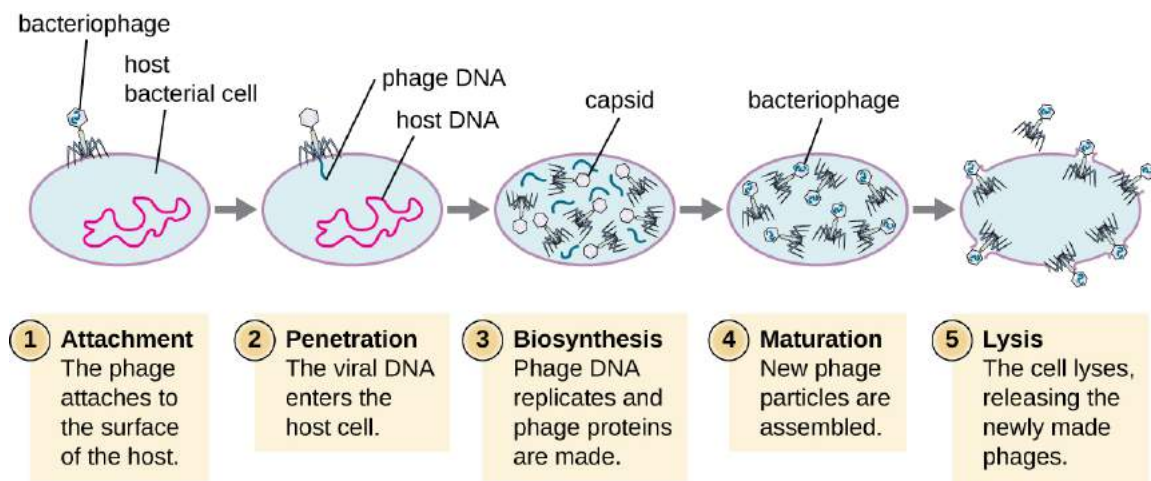 bacteriophage
host
bacterial cell
phage DNA
host DNA
capsid
bacteriophage
1 Attachment
The phage
attaches to
the surface
of the host.
2 Penetration
The viral DNA
enters the
host cell.
3 Biosynthesis
Phage DNA
replicates and
phage proteins
are made.
4 Maturation
New phage
particles are
assembled.
5 Lysis
The cell lyses,
releasing the
newly made
phages.